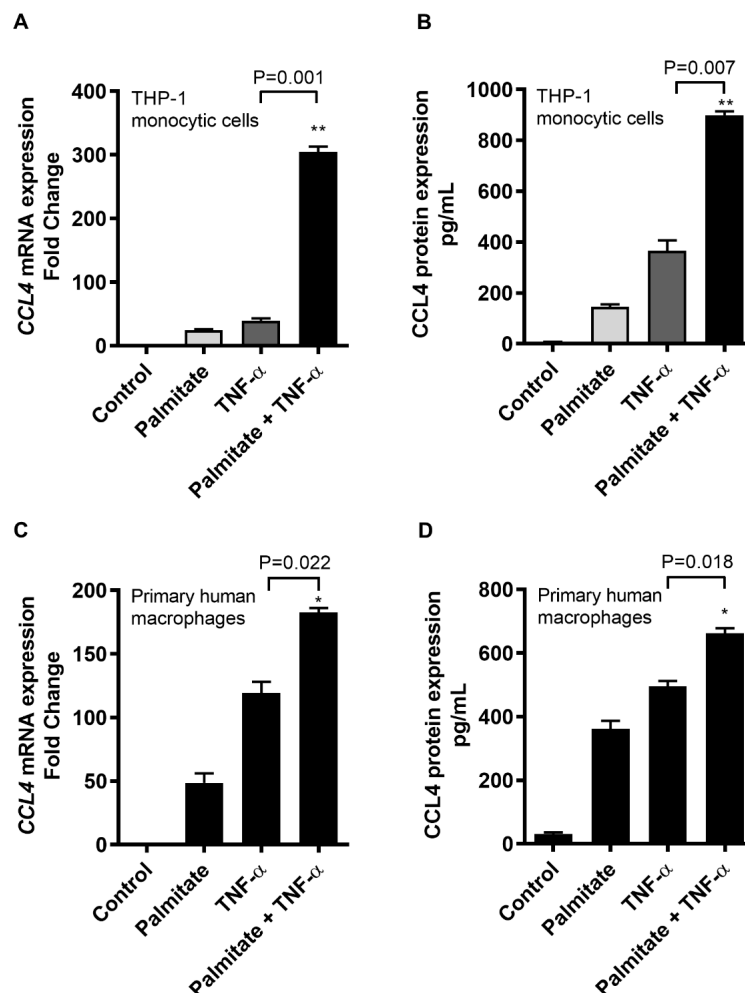 A
P=0.001
400
THP-1
monocytic cells
**
300
200
100
0
CCL4 mRNA expression
Fold Change
Control
Palmitate
TNF-α
Palmitate + TNF-α
B
P=0.007
1000
THP-1
monocytic cells
**
800
600
400
200
0
CCL4 protein expression
pg/mL
Control
Palmitate
TNF-α
Palmitate + TNF-α
C
P=0.022
200
Primary human
macrophages
*
150
100
50
0
CCL4 mRNA expression
Fold Change
Control
Palmitate
TNF-α
Palmitate + TNF-α
D
P=0.018
800
Primary human
macrophages
*
600
400
200
0
CCL4 protein expression
pg/mL
Control
Palmitate
TNF-α
Palmitate + TNF-α